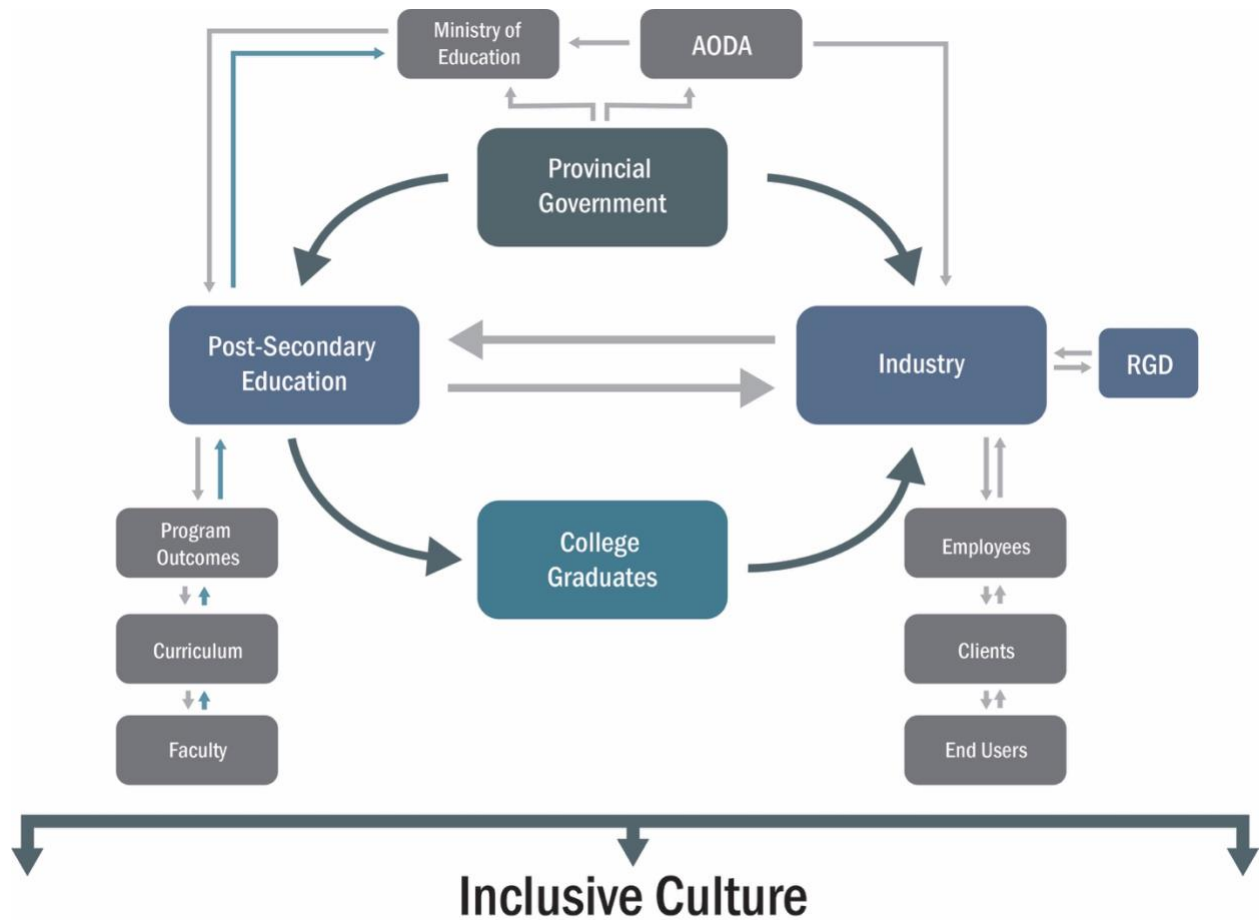 Ministry of
Education
AODA
Provincial
Government
Post-Secondary
Education
Industry
RGD
Program
Outcomes
College
Graduates
Employees
Curriculum
Clients
Faculty
End Users
Inclusive Culture